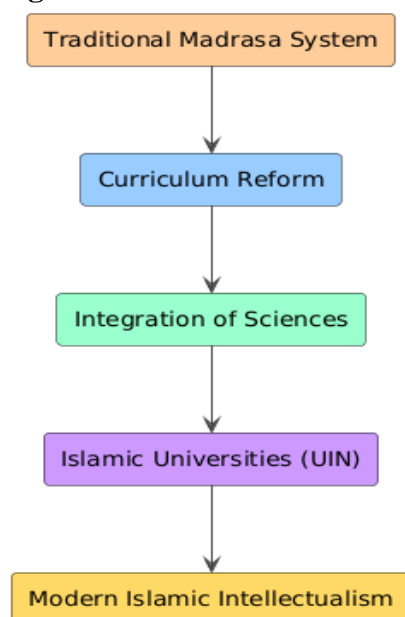 Traditional Madrasa System
Curriculum Reform
Integration of Sciences
Islamic Universities (UIN)
Modern Islamic Intellectualism